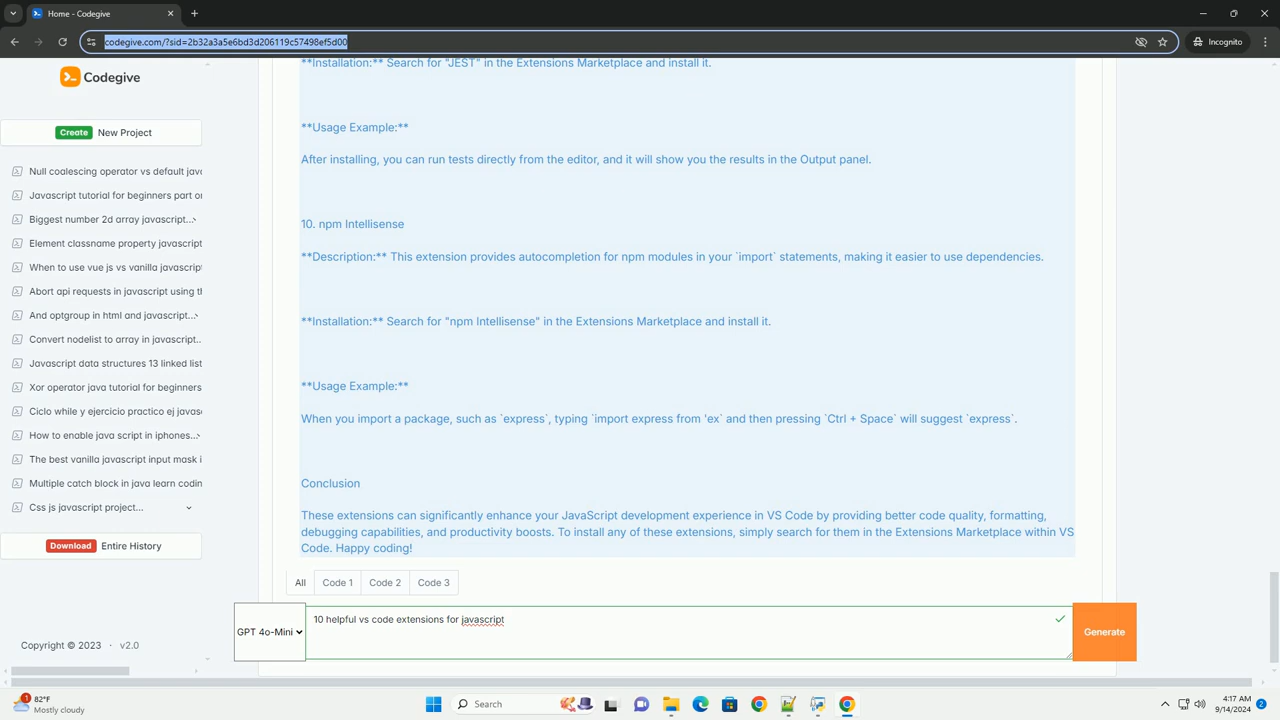 Home - Codegive
codegive.com/?sid=2b32a3a5e6bd3d206119c57498ef5d00
Incognito
Codegive
Create New Project
Null coalescing operator vs default java
Javascript tutorial for beginners part or
Biggest number 2d array javascript...
Element classname property javascript
When to use vue js vs vanilla javascript
Abort api requests in javascript using th
And optgroup in html and javascript...
Convert nodelist to array in javascript..
Javascript data structures 13 linked list
Xor operator java tutorial for beginners
Ciclo while y ejercicio practico ej javasc
How to enable java script in iphones...
The best vanilla javascript input mask i
Multiple catch block in java learn codin
Css js javascript project...
Download Entire History
Copyright © 2023 · v2.0
**Installation:** Search for "JEST" in the Extensions Marketplace and install it.
**Usage Example:**
After installing, you can run tests directly from the editor, and it will show you the results in the Output panel.
10. npm Intellisense
**Description:** This extension provides autocompletion for npm modules in your `import` statements, making it easier to use dependencies.
**Installation:** Search for "npm Intellisense" in the Extensions Marketplace and install it.
**Usage Example:**
When you import a package, such as `express`, typing `import express from 'ex` and then pressing `Ctrl + Space` will suggest `express`.
Conclusion
These extensions can significantly enhance your JavaScript development experience in VS Code by providing better code quality, formatting,
debugging capabilities, and productivity boosts. To install any of these extensions, simply search for them in the Extensions Marketplace within VS
Code. Happy coding!
All Code 1 Code 2 Code 3
GPT 4o-Mini
10 helpful vs code extensions for javascript
Generate
1
82°F
Mostly cloudy
Search
4:17 AM
9/14/2024
2